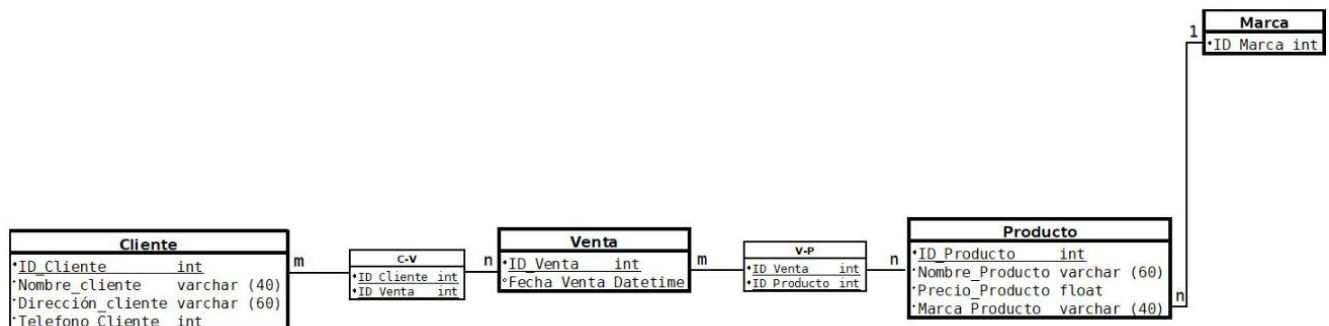 Marca
1
ID Marca int
Cliente
ID_Cliente int
Nombre_cliente varchar (40)
Dirección_cliente varchar (60)
Telefono_Cliente int
m
C-V
ID Cliente int
ID Venta int
n
Venta
ID_Venta int
Fecha Venta Datetime
m
V-P
ID Venta int
ID Producto int
n
Producto
ID_Producto int
Nombre_Producto varchar (60)
Precio_Producto float
Marca Producto varchar (40)
n